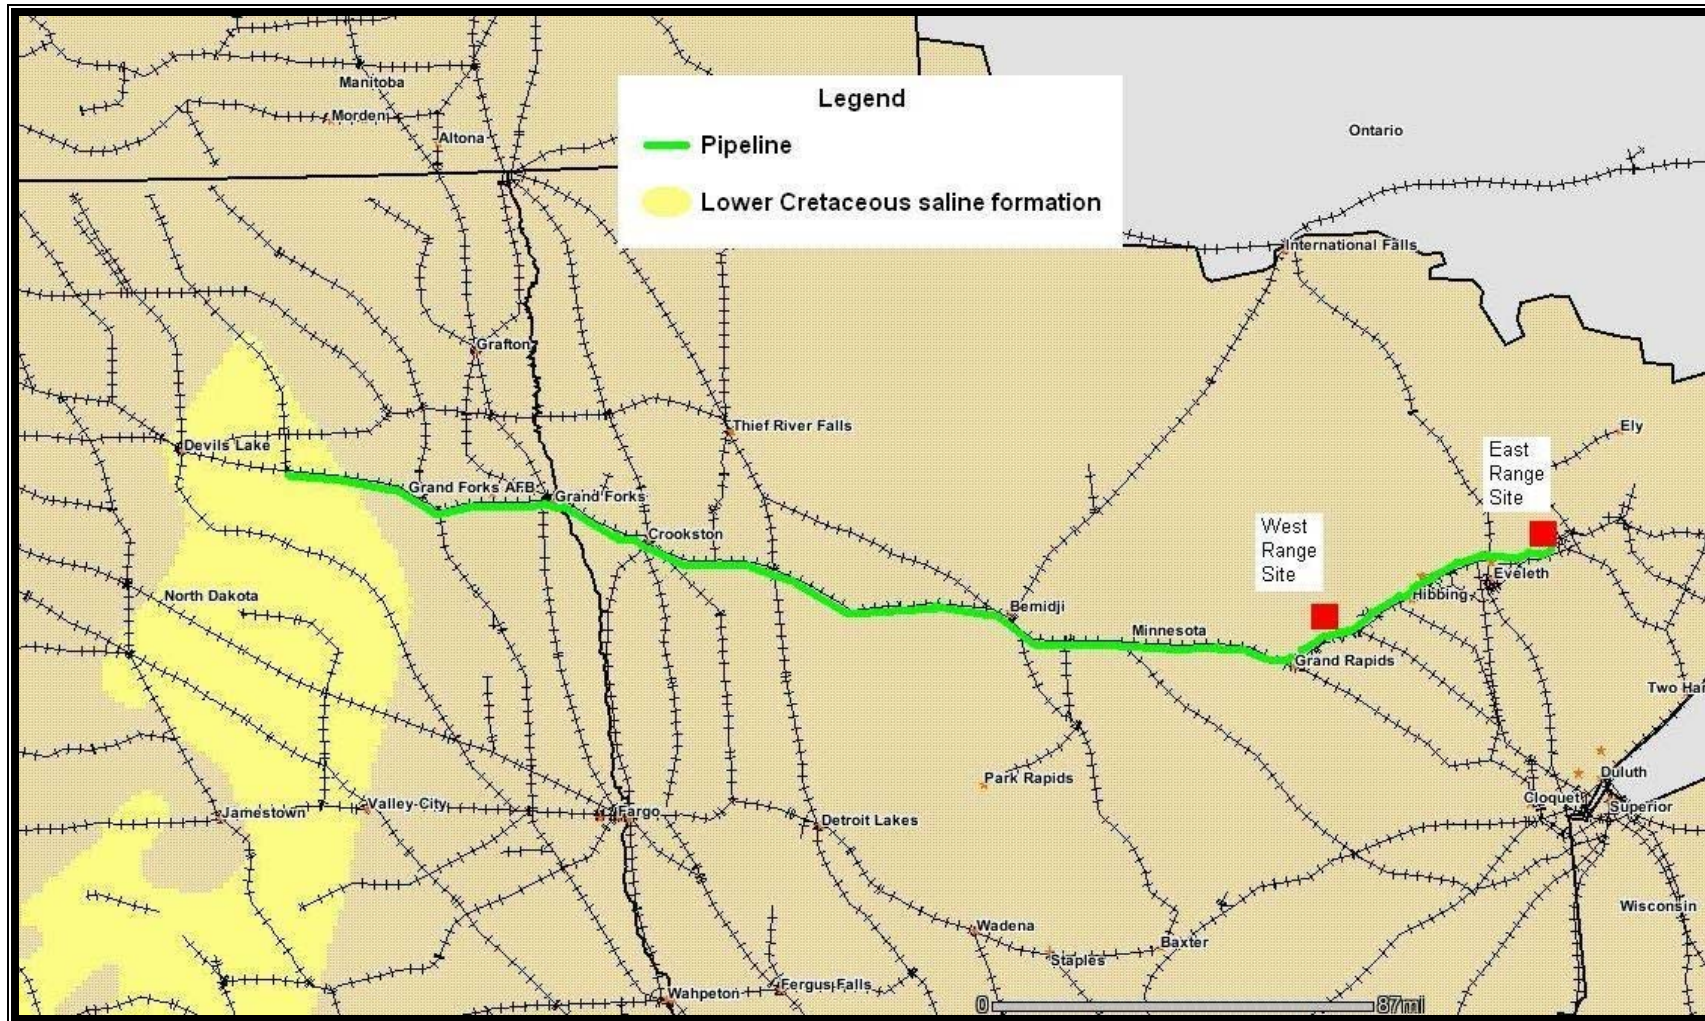 Legend
Pipeline
Lower Cretaceous saline formation
Manitoba
Morden
Altona
Ontario
International Falls
Grafton
Thief River Falls
Ely
Devils Lake
East
Range
Site
Grand Forks AFB
Grand Forks
Crookston
West
Range
Site
Eveleth
Hibbing
North Dakota
Bemidji
Minnesota
Grand Rapids
Two Har
Park Rapids
Duluth
Cloquet
Superior
Jamestown
Valley City
Fargo
Detroit Lakes
Wisconsin
Wadena
Baxter
Staples
Fergus Falls
Wahpeton
0 87mi